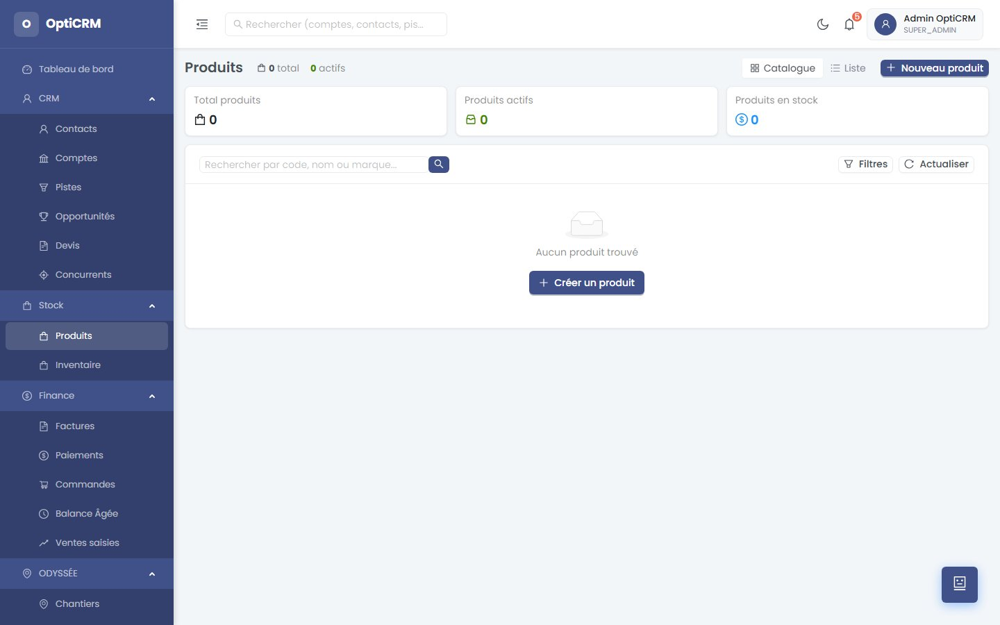 O OptiCRM
Rechercher (comptes, contacts, pis...
5
Admin OptiCRM
SUPER_ADMIN
Tableau de bord
CRM
Contacts
Comptes
Pistes
Opportunités
Devis
Concurrents
Stock
Produits
Inventaire
Finance
Factures
Paiements
Commandes
Balance Âgée
Ventes saisies
ODYSSÉE
Chantiers
Produits 0 total 0 actifs
Catalogue Liste Nouveau produit
Total produits
0
Produits actifs
0
Produits en stock
0
Rechercher par code, nom ou marque...
Filtres Actualiser
Aucun produit trouvé
Créer un produit